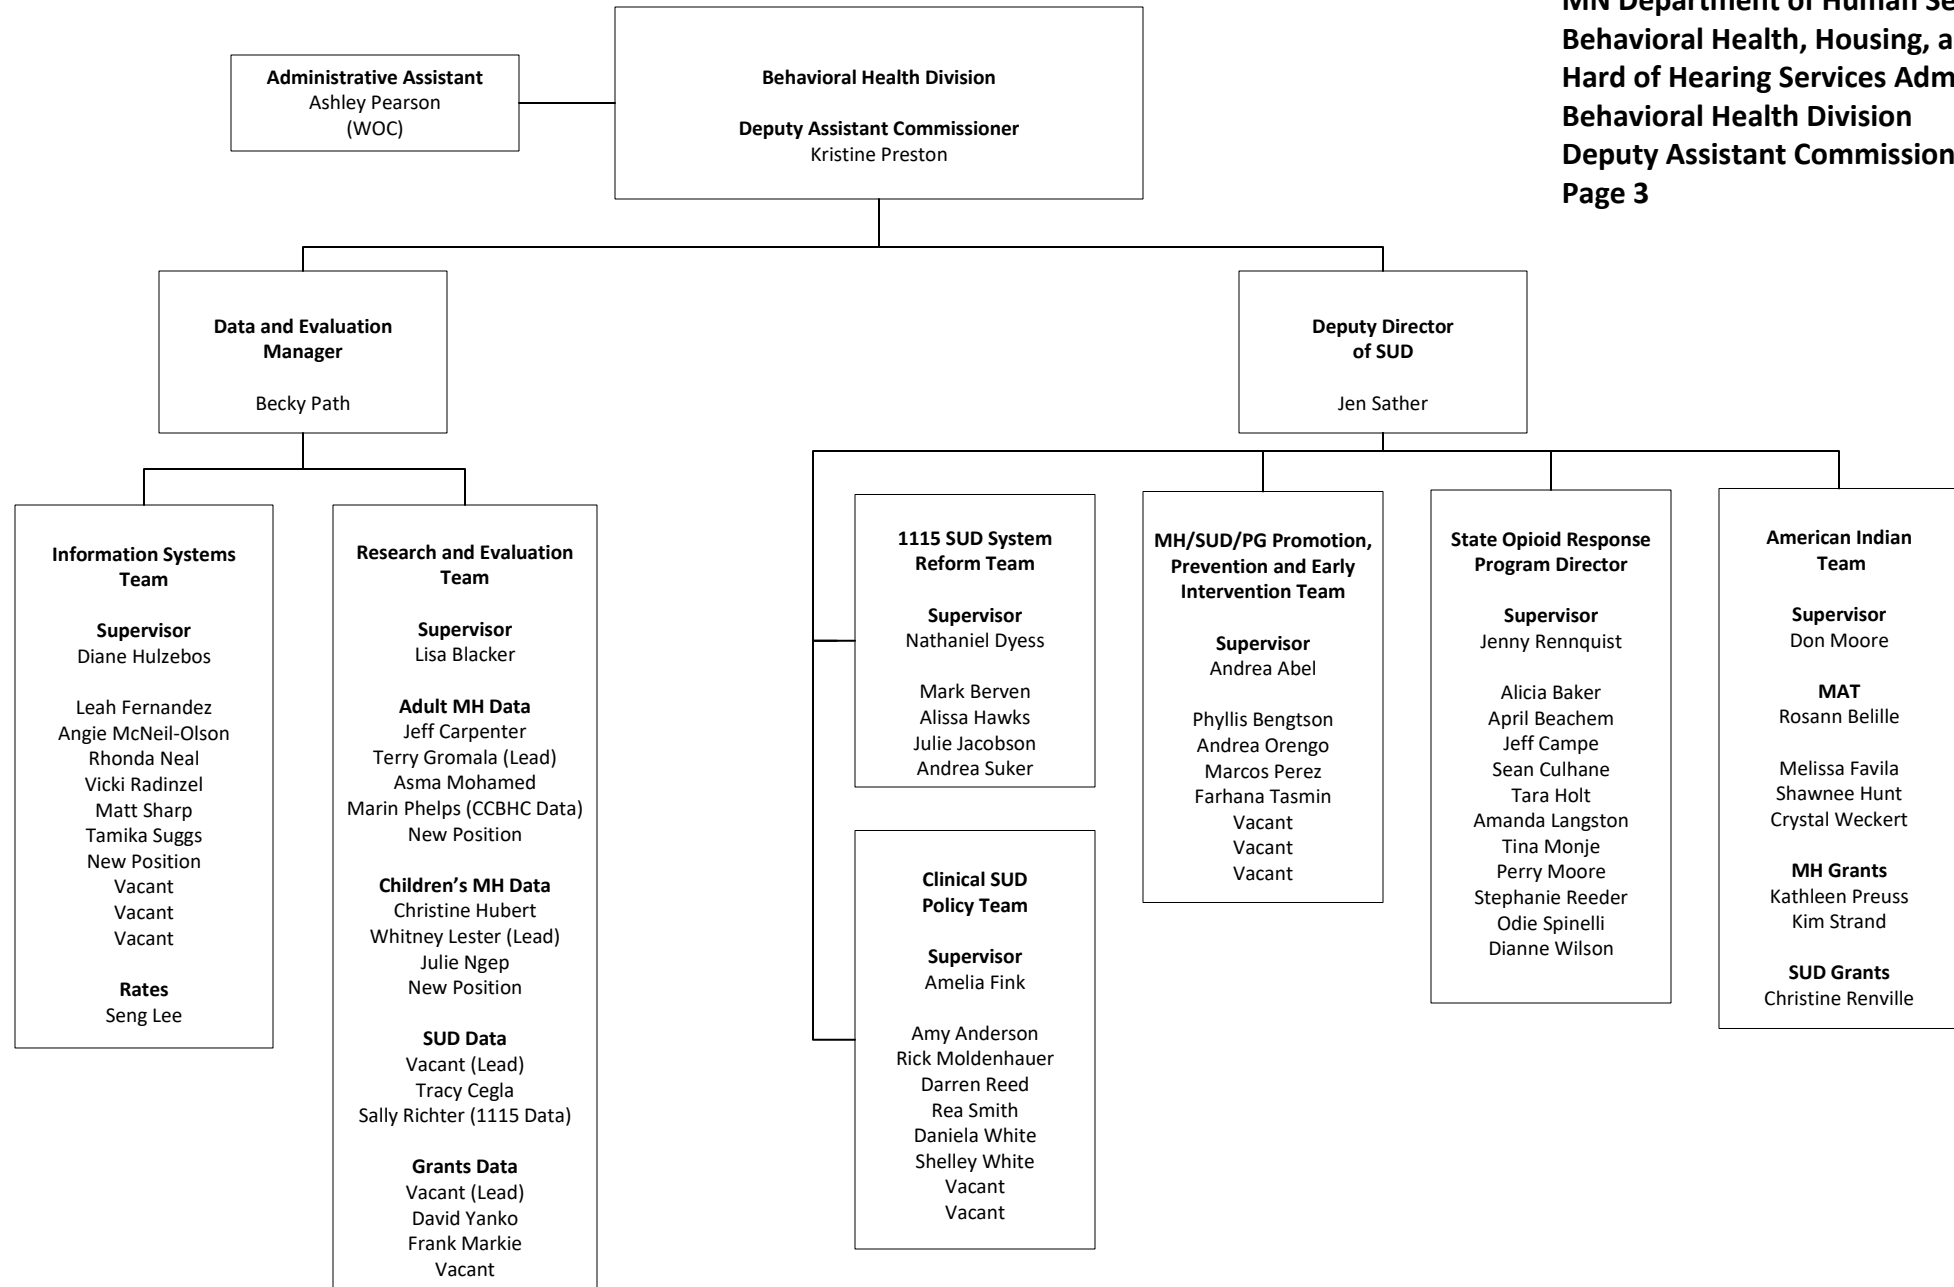 MN Department of Human Se
Behavioral Health, Housing, a
Hard of Hearing Services Adm
Behavioral Health Division
Deputy Assistant Commission
Page 3
Administrative Assistant
Ashley Pearson
(WOC)
Behavioral Health Division
Deputy Assistant Commissioner
Kristine Preston
Data and Evaluation
Manager
Becky Path
Deputy Director
of SUD
Jen Sather
Information Systems
Team
Supervisor
Diane Hulzebos
Leah Fernandez
Angie McNeil-Olson
Rhonda Neal
Vicki Radinzel
Matt Sharp
Tamika Suggs
New Position
Vacant
Vacant
Vacant
Rates
Seng Lee
Research and Evaluation
Team
Supervisor
Lisa Blacker
Adult MH Data
Jeff Carpenter
Terry Gromala (Lead)
Asma Mohamed
Marin Phelps (CCBHC Data)
New Position
Children's MH Data
Christine Hubert
Whitney Lester (Lead)
Julie Ngep
New Position
SUD Data
Vacant (Lead)
Tracy Cegla
Sally Richter (1115 Data)
Grants Data
Vacant (Lead)
David Yanko
Frank Markie
Vacant
1115 SUD System
Reform Team
Supervisor
Nathaniel Dyess
Mark Berven
Alissa Hawks
Julie Jacobson
Andrea Suker
Clinical SUD
Policy Team
Supervisor
Amelia Fink
Amy Anderson
Rick Moldenhauer
Darren Reed
Rea Smith
Daniela White
Shelley White
Vacant
Vacant
MH/SUD/PG Promotion,
Prevention and Early
Intervention Team
Supervisor
Andrea Abel
Phyllis Bengtson
Andrea Orengo
Marcos Perez
Farhana Tasmin
Vacant
Vacant
Vacant
State Opioid Response
Program Director
Supervisor
Jenny Rennquist
Alicia Baker
April Beachem
Jeff Campe
Sean Culhane
Tara Holt
Amanda Langston
Tina Monje
Perry Moore
Stephanie Reeder
Odie Spinelli
Dianne Wilson
American Indian
Team
Supervisor
Don Moore
MAT
Rosann Belille
Melissa Favila
Shawnee Hunt
Crystal Weckert
MH Grants
Kathleen Preuss
Kim Strand
SUD Grants
Christine Renville